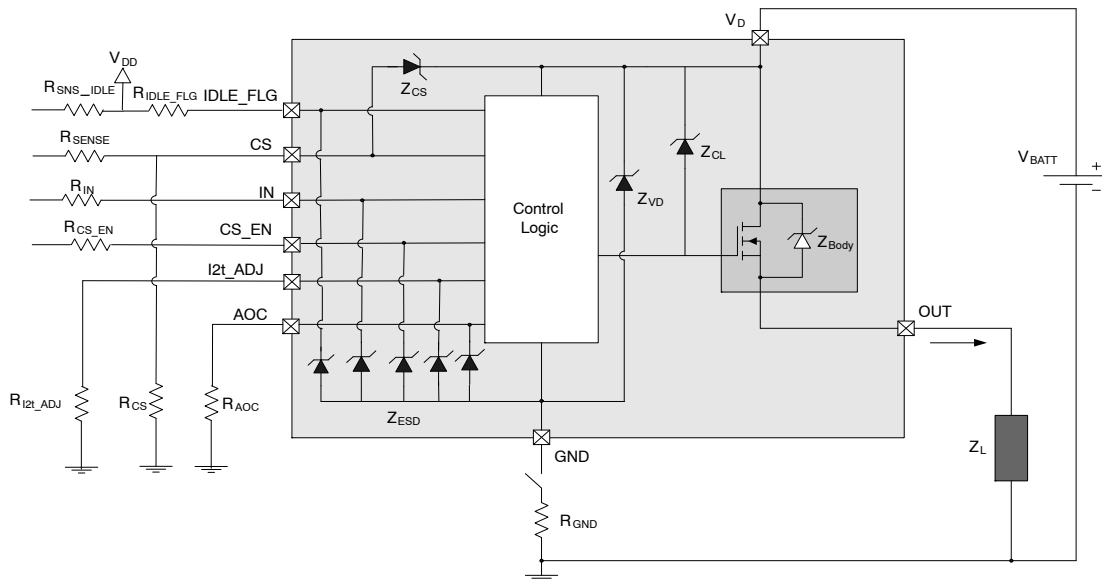 V_D
V_DD
R_SNS_IDLE
R_IDLE_FLG
IDLE_FLG
Z_CS
R_SENSE
CS
Z_CL
V_BATT
+
-
R_IN
IN
Z_VD
Control
Logic
R_CS_EN
CS_EN
Z_Body
I2t_ADJ
AOC
OUT
R_I2t_ADJ
R_CS
R_AOC
Z_ESD
GND
Z_L
R_GND